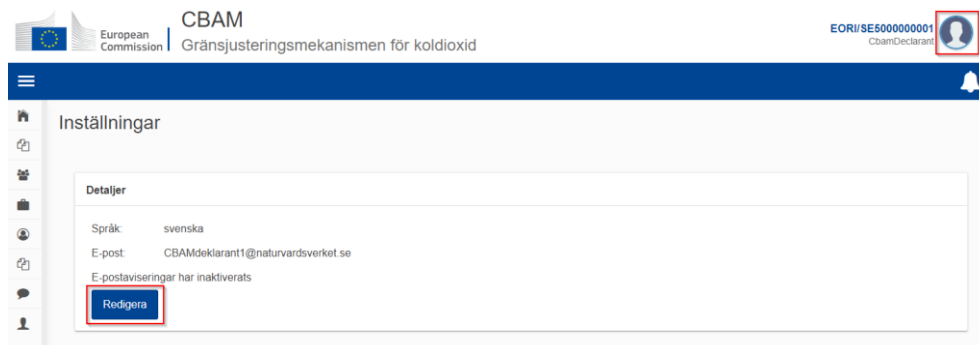 European
Commission
CBAM
Gränsjusteringsmekanismen för koldioxid
EORI/SE5000000001
CbamDeclarant
Inställningar
Detaljer
Språk: svenska
E-post: CBAMdeklarant1@naturvardsverket.se
E-postaviseringar har inaktiverats
Redigera